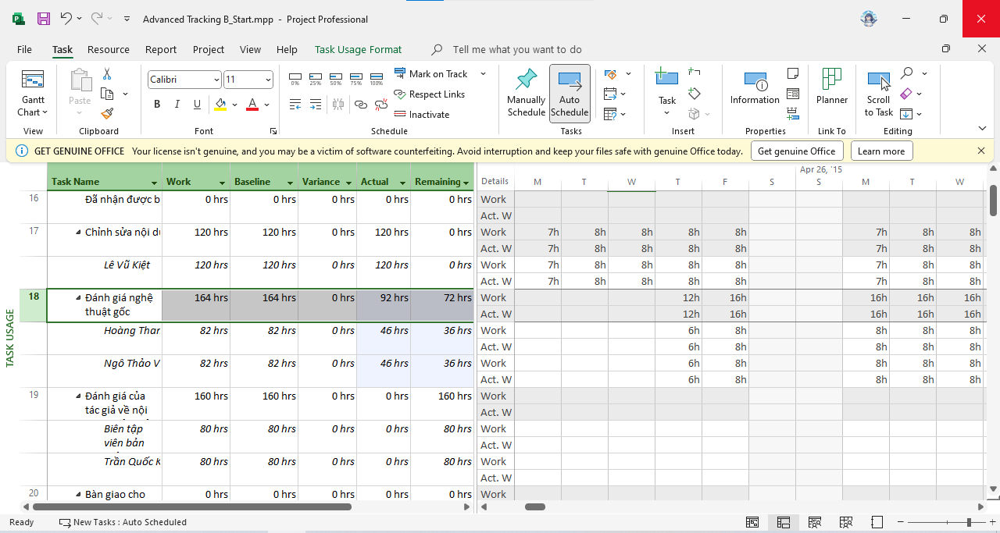 Advanced Tracking B_Start.mpp - Project Professional
File Task Resource Report Project View Help Task Usage Format Tell me what you want to do
Gantt Chart
View
Paste
Clipboard
Calibri 11
B I U A
Font
0% 25% 50% 75% 100%
Mark on Track
Respect Links
Inactivate
Schedule
Manually Schedule
Auto Schedule
Tasks
Task
Insert
Information
Properties
Planner
Link To
Scroll to Task
Editing
GET GENUINE OFFICE Your license isn't genuine, and you may be a victim of software counterfeiting. Avoid interruption and keep your files safe with genuine Office today. Get genuine Office Learn more
Apr 26, '15
Task Name Work Baseline Variance Actual Remaining Details M T W T F S S M T W
16 Đã nhận được b 0 hrs 0 hrs 0 hrs 0 hrs 0 hrs Work
Act. W
17 Chỉnh sửa nội dư 120 hrs 120 hrs 0 hrs 120 hrs 0 hrs Work 7h 8h 8h 8h 8h 7h 8h 8h
Act. W 7h 8h 8h 8h 8h 7h 8h 8h
Lê Vũ Kiệt 120 hrs 120 hrs 0 hrs 120 hrs 0 hrs Work 7h 8h 8h 8h 8h 7h 8h 8h
Act. W 7h 8h 8h 8h 8h 7h 8h 8h
18 Đánh giá nghệ 164 hrs 164 hrs 0 hrs 92 hrs 72 hrs Work 12h 16h 16h 16h 16h
thuật gốc Act. W 12h 16h 16h 16h 16h
Hoàng Than 82 hrs 82 hrs 0 hrs 46 hrs 36 hrs Work 6h 8h 8h 8h 8h
Act. W 6h 8h 8h 8h 8h
Ngô Thảo V 82 hrs 82 hrs 0 hrs 46 hrs 36 hrs Work 6h 8h 8h 8h 8h
Act. W 6h 8h 8h 8h 8h
19 Đánh giá của 160 hrs 160 hrs 0 hrs 0 hrs 160 hrs Work
tác giả về nội Act. W
Biên tập 80 hrs 80 hrs 0 hrs 0 hrs 80 hrs Work
viên bản Act. W
Trần Quốc K 80 hrs 80 hrs 0 hrs 0 hrs 80 hrs Work
Act. W
20 Bàn giao cho 0 hrs 0 hrs 0 hrs 0 hrs 0 hrs Work
TASK USAGE
Ready New Tasks : Auto Scheduled